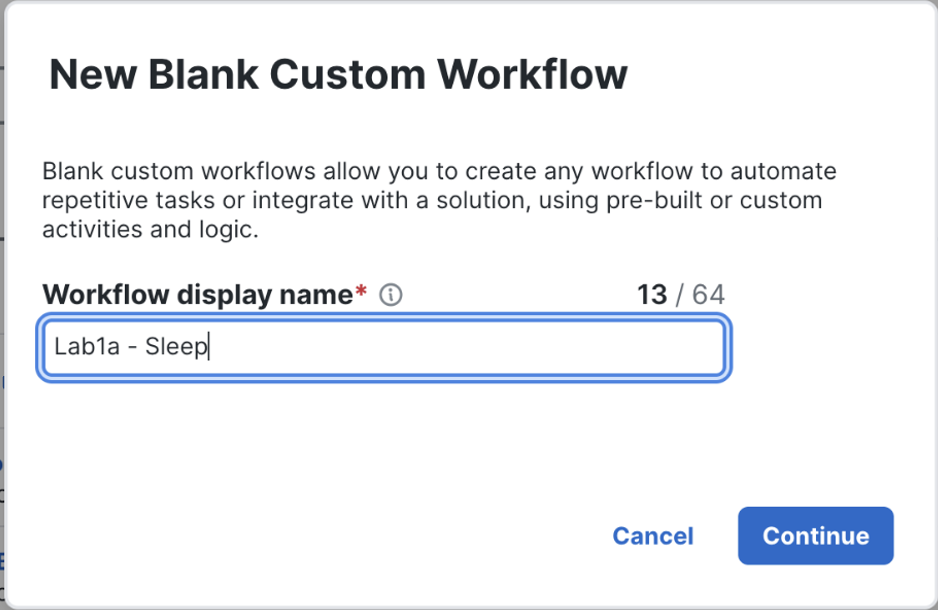 New Blank Custom Workflow
Blank custom workflows allow you to create any workflow to automate
repetitive tasks or integrate with a solution, using pre-built or custom
activities and logic.
Workflow display name* 13 / 64
Lab1a - Sleep
Cancel Continue